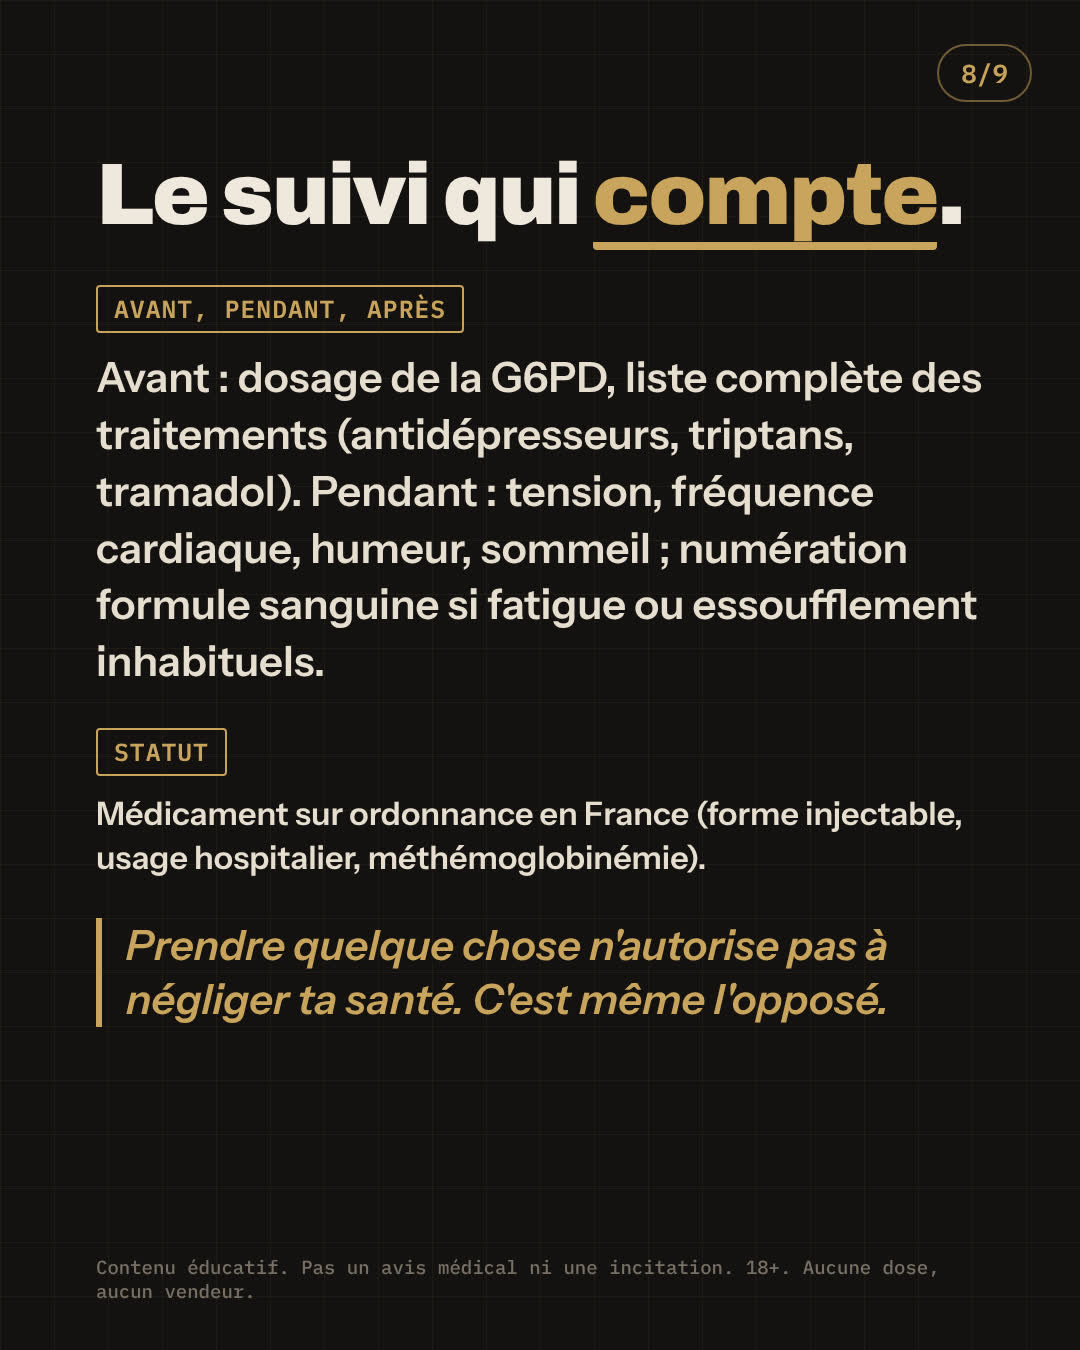 8/9
Le suivi qui compte.
AVANT, PENDANT, APRÈS
Avant : dosage de la G6PD, liste complète des
traitements (antidépresseurs, triptans,
tramadol). Pendant : tension, fréquence
cardiaque, humeur, sommeil ; numération
formule sanguine si fatigue ou essoufflement
inhabituels.
STATUT
Médicament sur ordonnance en France (forme injectable,
usage hospitalier, méthémoglobinémie).
Prendre quelque chose n'autorise pas à
négliger ta santé. C'est même l'opposé.
Contenu éducatif. Pas un avis médical ni une incitation. 18+. Aucune dose,
aucun vendeur.